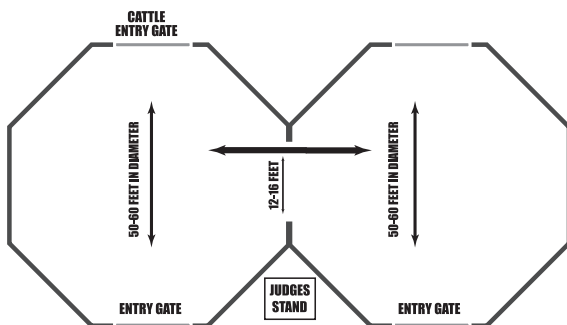 CATTLE
ENTRY GATE
50-60 FEET IN DIAMETER
12-16 FEET
50-60 FEET IN DIAMETER
ENTRY GATE
JUDGES
STAND
ENTRY GATE